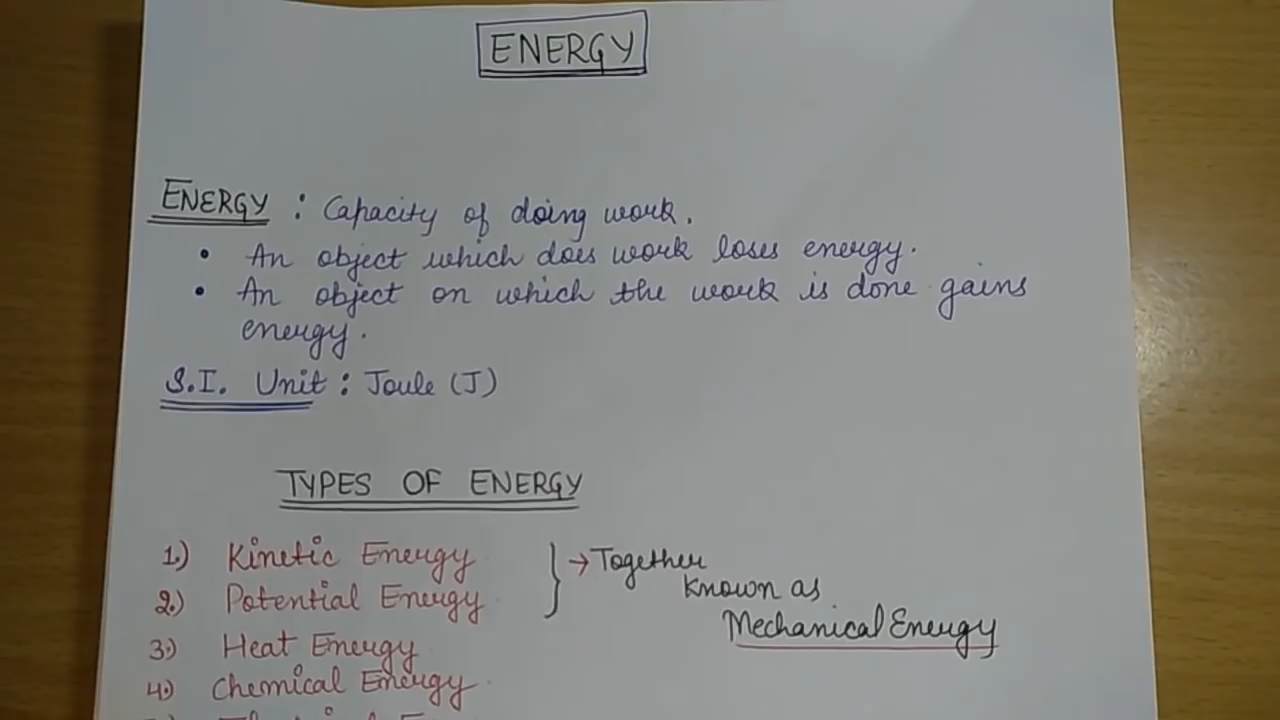 ENERGY
ENERGY : Capacity of doing work.
• An object which does work loses energy.
• An object on which the work is done gains
energy.
S.I. Unit : Joule (J)
TYPES OF ENERGY
1.) Kinetic Energy
2.) Potential Energy
} → Together
known as
Mechanical Energy
3.) Heat Energy
4.) Chemical Energy